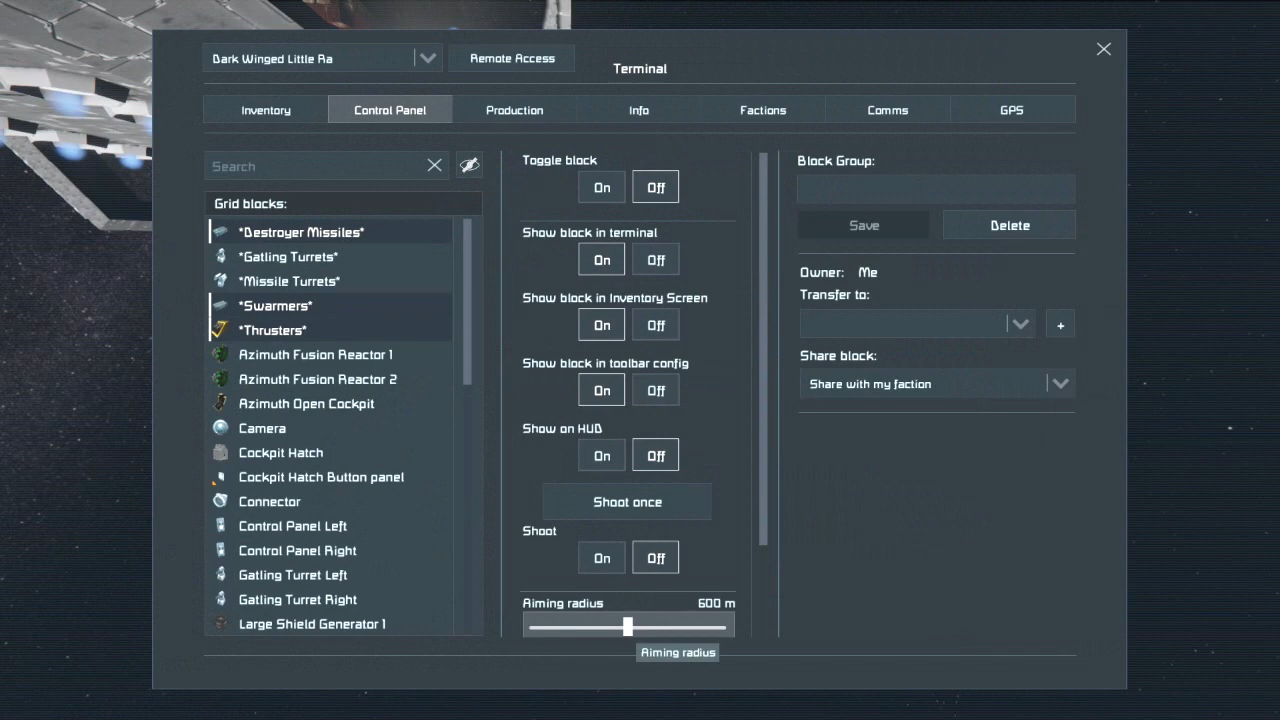 Dark Winged Little Ra
Remote Access
Terminal
Inventory
Control Panel
Production
Info
Factions
Comms
GPS
Search
Grid blocks:
*Destroyer Missiles*
*Gatling Turrets*
*Missile Turrets*
*Swarmers*
*Thrusters*
Azimuth Fusion Reactor 1
Azimuth Fusion Reactor 2
Azimuth Open Cockpit
Camera
Cockpit Hatch
Cockpit Hatch Button panel
Connector
Control Panel Left
Control Panel Right
Gatling Turret Left
Gatling Turret Right
Large Shield Generator 1
Toggle block
On Off
Show block in terminal
On Off
Show block in Inventory Screen
On Off
Show block in toolbar config
On Off
Show on HUD
On Off
Shoot once
Shoot
On Off
Aiming radius 600 m
Aiming radius
Block Group:
Save Delete
Owner: Me
Transfer to:
+
Share block:
Share with my faction